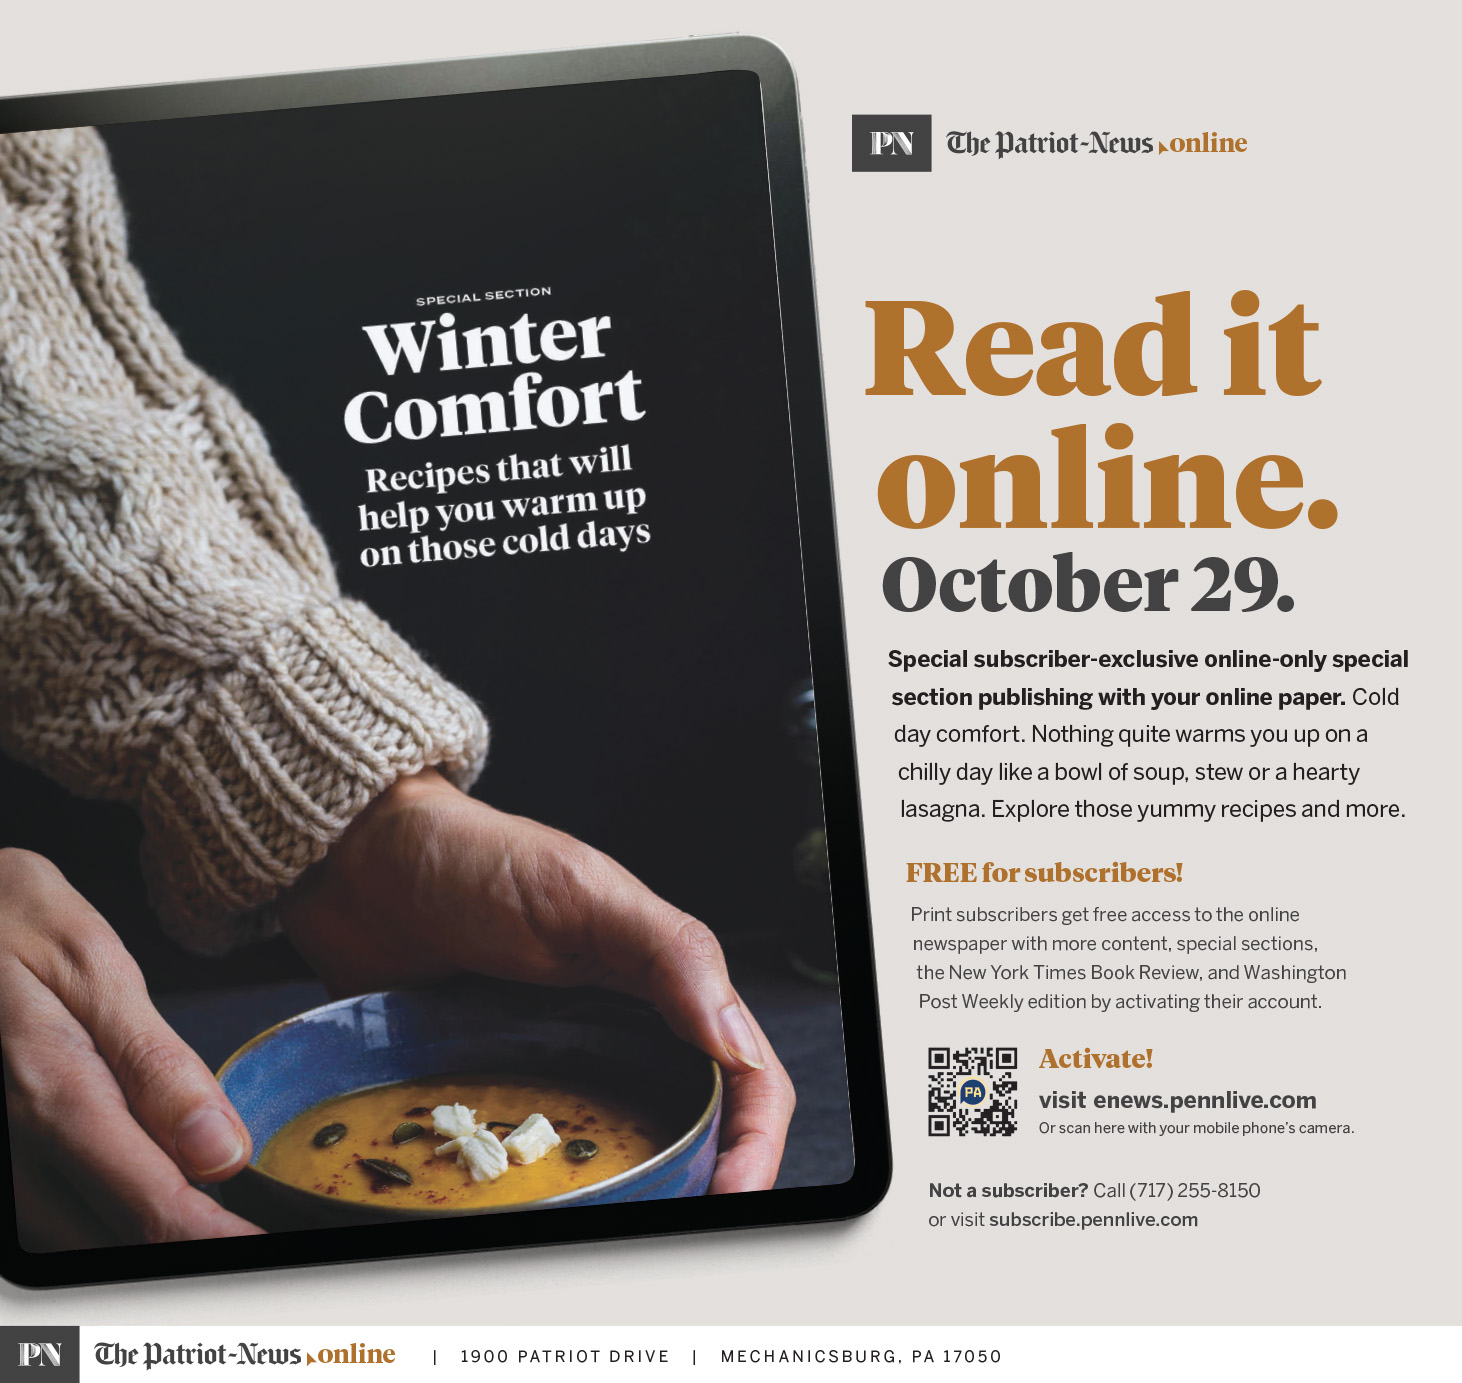 SPECIAL SECTION
Winter
Comfort
Recipes that will
help you warm up
on those cold days
PN The Patriot-News online
Read it
online.
October 29.
Special subscriber-exclusive online-only special
section publishing with your online paper. Cold
day comfort. Nothing quite warms you up on a
chilly day like a bowl of soup, stew or a hearty
lasagna. Explore those yummy recipes and more.
FREE for subscribers!
Print subscribers get free access to the online
newspaper with more content, special sections,
the New York Times Book Review, and Washington
Post Weekly edition by activating their account.
PA
Activate!
visit enews.pennlive.com
Or scan here with your mobile phone's camera.
Not a subscriber? Call (717) 255-8150
or visit subscribe.pennlive.com
PN The Patriot-News online | 1900 PATRIOT DRIVE | MECHANICSBURG, PA 17050